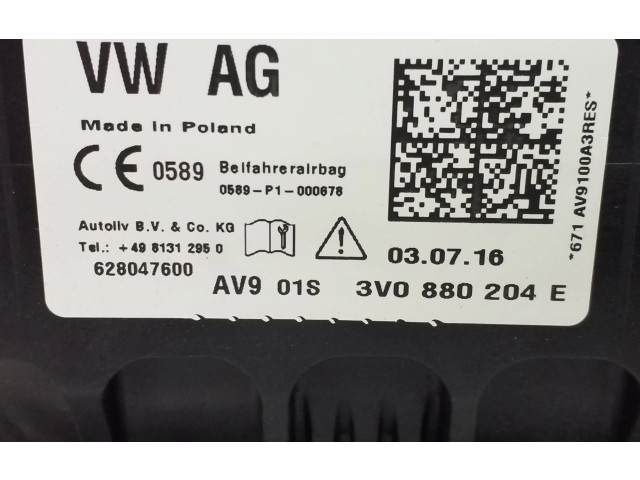 VW AG
Made in Poland
CE 0589 Beifahrerairbag
0589-P1-000678
Autoliv B.V. & Co. KG
Tel.: +49 8131 295 0
628047600
03.07.16
AV9 01S 3V0 880 204 E
*671 AV9100A3RES*